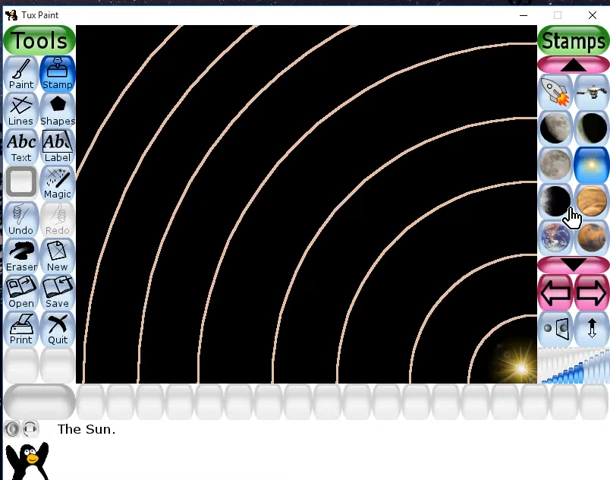 Tux Paint
Tools
Stamps
Paint
Stamp
Lines
Shapes
Abc
Text
Abc
Label
Magic
Undo
Redo
Eraser
New
Open
Save
Print
Quit
The Sun.